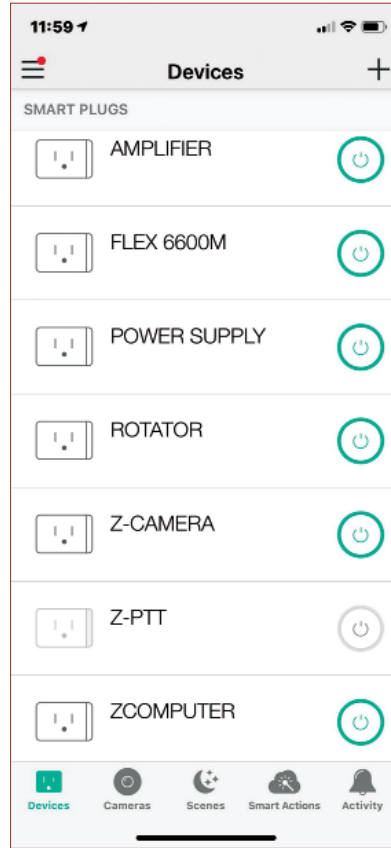 11:59
Devices
SMART PLUGS
AMPLIFIER
FLEX 6600M
POWER SUPPLY
ROTATOR
Z-CAMERA
Z-PTT
ZCOMPUTER
Devices Cameras Scenes Smart Actions Activity